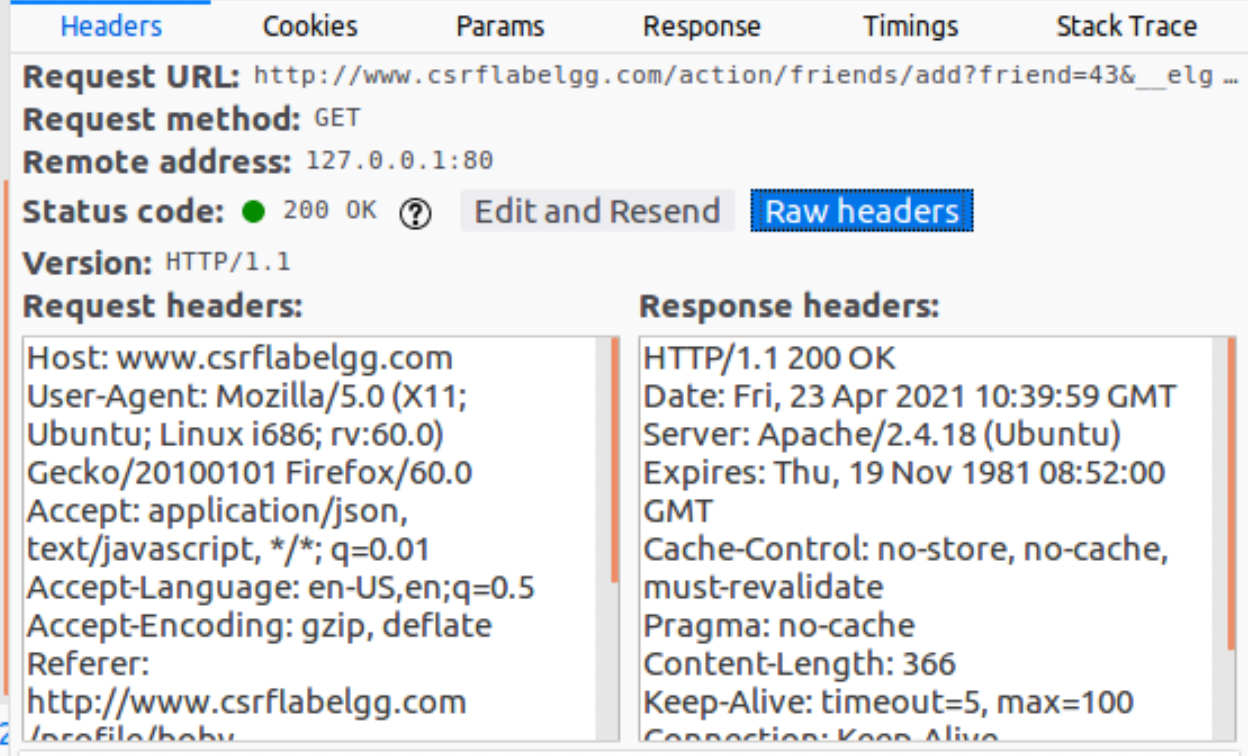 Headers Cookies Params Response Timings Stack Trace
Request URL: http://www.csrflabelgg.com/action/friends/add?friend=43&__elg …
Request method: GET
Remote address: 127.0.0.1:80
Status code: 200 OK ? Edit and Resend Raw headers
Version: HTTP/1.1
Request headers:
Host: www.csrflabelgg.com
User-Agent: Mozilla/5.0 (X11;
Ubuntu; Linux i686; rv:60.0)
Gecko/20100101 Firefox/60.0
Accept: application/json,
text/javascript, */*; q=0.01
Accept-Language: en-US,en;q=0.5
Accept-Encoding: gzip, deflate
Referer:
http://www.csrflabelgg.com
/profile/boby
Response headers:
HTTP/1.1 200 OK
Date: Fri, 23 Apr 2021 10:39:59 GMT
Server: Apache/2.4.18 (Ubuntu)
Expires: Thu, 19 Nov 1981 08:52:00
GMT
Cache-Control: no-store, no-cache,
must-revalidate
Pragma: no-cache
Content-Length: 366
Keep-Alive: timeout=5, max=100
Connection: Keep-Alive